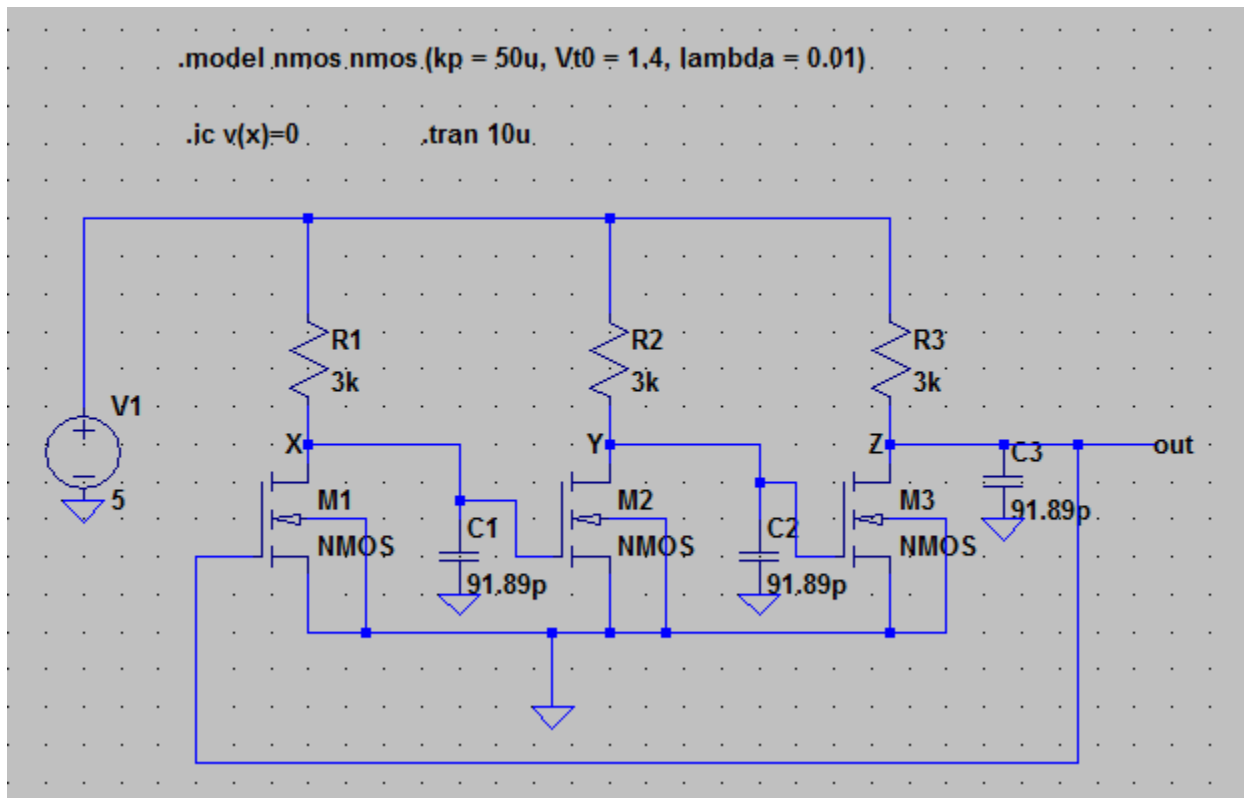 .model nmos nmos (kp = 50u, Vt0 = 1.4, lambda = 0.01)
.ic v(x)=0
.tran 10u
R1
3k
R2
3k
R3
3k
V1
5
X
Y
Z
out
M1
NMOS
M2
NMOS
M3
NMOS
C1
91.89p
C2
91.89p
C3
91.89p